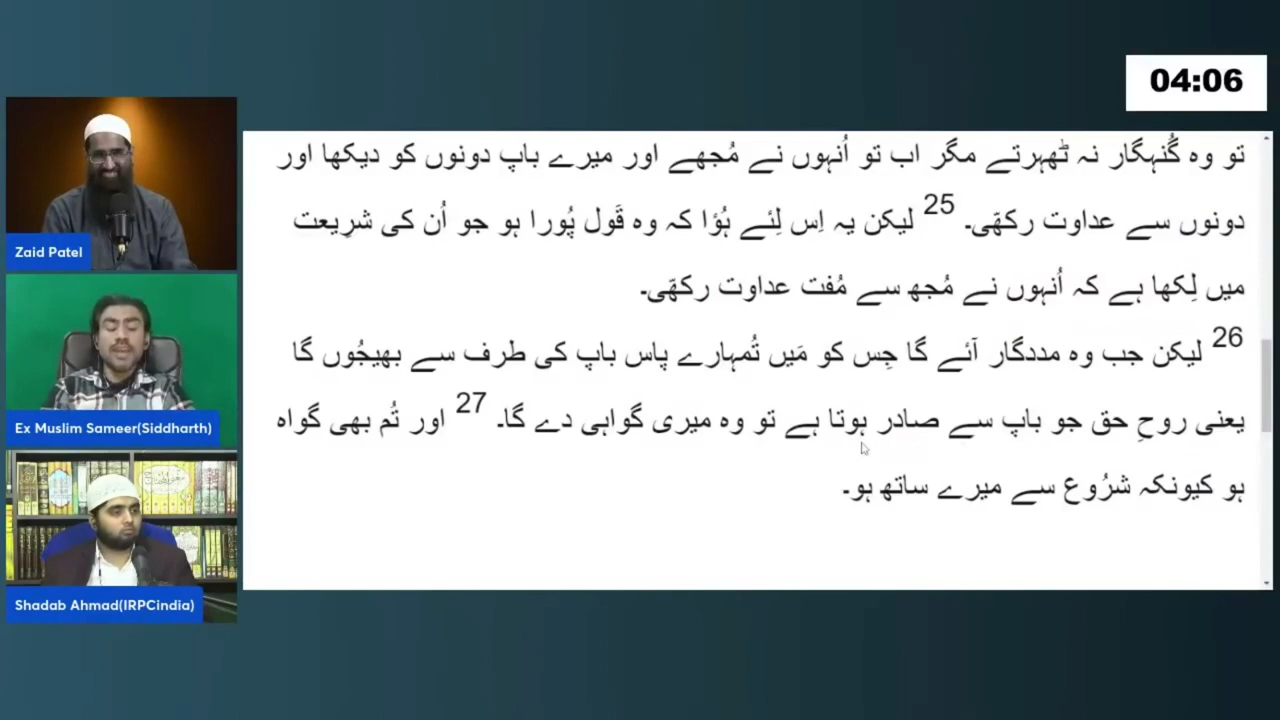 04:06
Zaid Patel
Ex Muslim Sameer(Siddharth)
Shadab Ahmad(IRPCindia)
تو وہ گُنہگار نہ ٹھہرتے مگر اب تو اُنہوں نے مُجھے اور میرے باپ دونوں کو دیکھا اور
دونوں سے عداوت رکھّی۔ 25 لیکن یہ اِس لِئے ہُؤا کہ وہ قَول پُورا ہو جو اُن کی شرِیعت
میں لِکھا ہے کہ اُنہوں نے مُجھ سے مُفت عداوت رکھّی۔
26 لیکن جب وہ مددگار آئے گا جِس کو مَیں تُمہارے پاس باپ کی طرف سے بھیجُوں گا
یعنی روحِ حق جو باپ سے صادر ہوتا ہے تو وہ میری گواہی دے گا۔ 27 اور تُم بھی گواہ
ہو کیونکہ شرُوع سے میرے ساتھ ہو۔